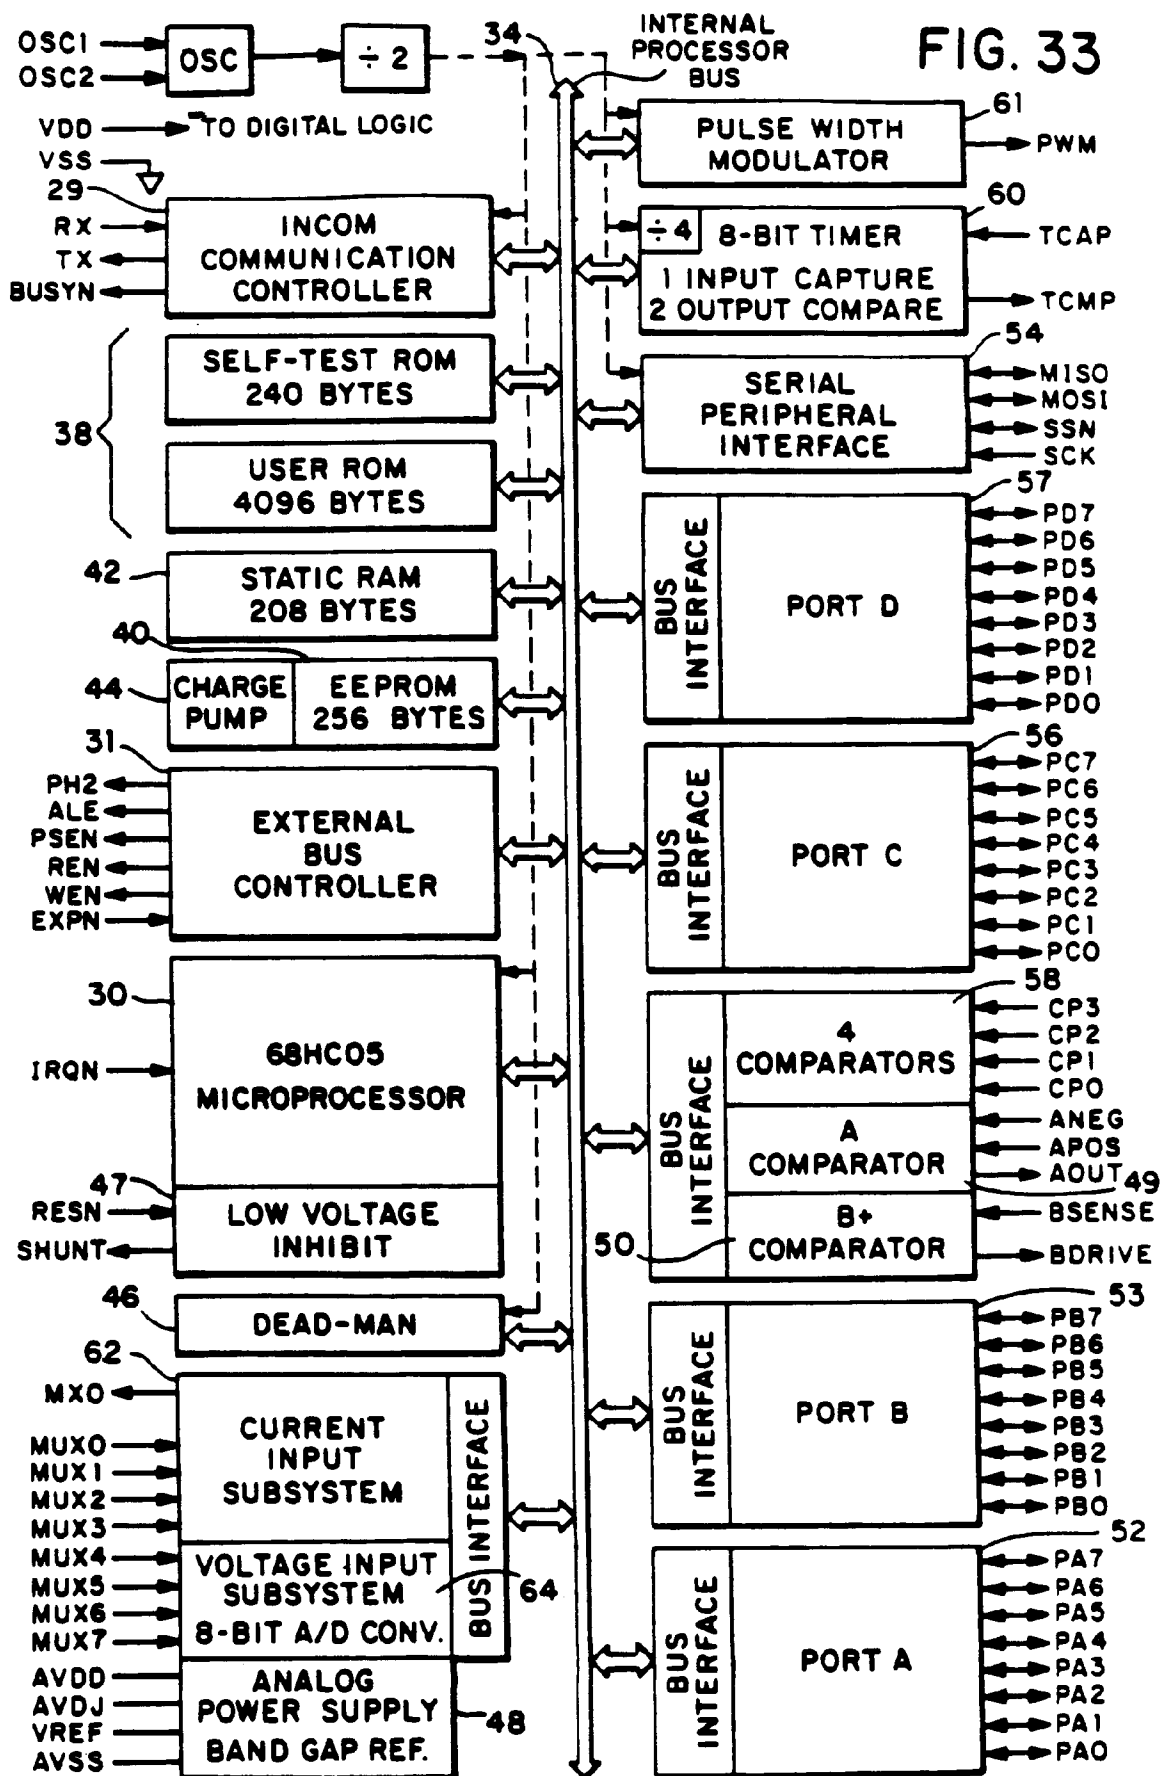 FIG. 33
OSC1
OSC2
OSC
÷ 2
34
INTERNAL
PROCESSOR
BUS
VDD
TO DIGITAL LOGIC
VSS
29
RX
TX
BUSYN
INCOM
COMMUNICATION
CONTROLLER
38
SELF-TEST ROM
240 BYTES
USER ROM
4096 BYTES
42
STATIC RAM
208 BYTES
40
44
CHARGE
PUMP
EEPROM
256 BYTES
31
PH2
ALE
PSEN
REN
WEN
EXPN
EXTERNAL
BUS
CONTROLLER
30
IRQN
68HC05
MICROPROCESSOR
47
RESN
SHUNT
LOW VOLTAGE
INHIBIT
46
DEAD-MAN
62
MXO
MUX0
MUX1
MUX2
MUX3
MUX4
MUX5
MUX6
MUX7
CURRENT
INPUT
SUBSYSTEM
VOLTAGE INPUT
SUBSYSTEM
8-BIT A/D CONV.
64
BUS INTERFACE
AVDD
AVDJ
VREF
AVSS
ANALOG
POWER SUPPLY
BAND GAP REF.
48
61
PULSE WIDTH
MODULATOR
PWM
60
÷4
8-BIT TIMER
1 INPUT CAPTURE
2 OUTPUT COMPARE
TCAP
TCMP
54
SERIAL
PERIPHERAL
INTERFACE
MISO
MOSI
SSN
SCK
57
BUS
INTERFACE
PORT D
PD7
PD6
PD5
PD4
PD3
PD2
PD1
PD0
56
BUS
INTERFACE
PORT C
PC7
PC6
PC5
PC4
PC3
PC2
PC1
PC0
58
BUS
INTERFACE
4
COMPARATORS
A
COMPARATOR
B+
COMPARATOR
50
CP3
CP2
CP1
CP0
ANEG
APOS
AOUT
49
BSENSE
BDRIVE
53
BUS
INTERFACE
PORT B
PB7
PB6
PB5
PB4
PB3
PB2
PB1
PB0
52
BUS
INTERFACE
PORT A
PA7
PA6
PA5
PA4
PA3
PA2
PA1
PA0